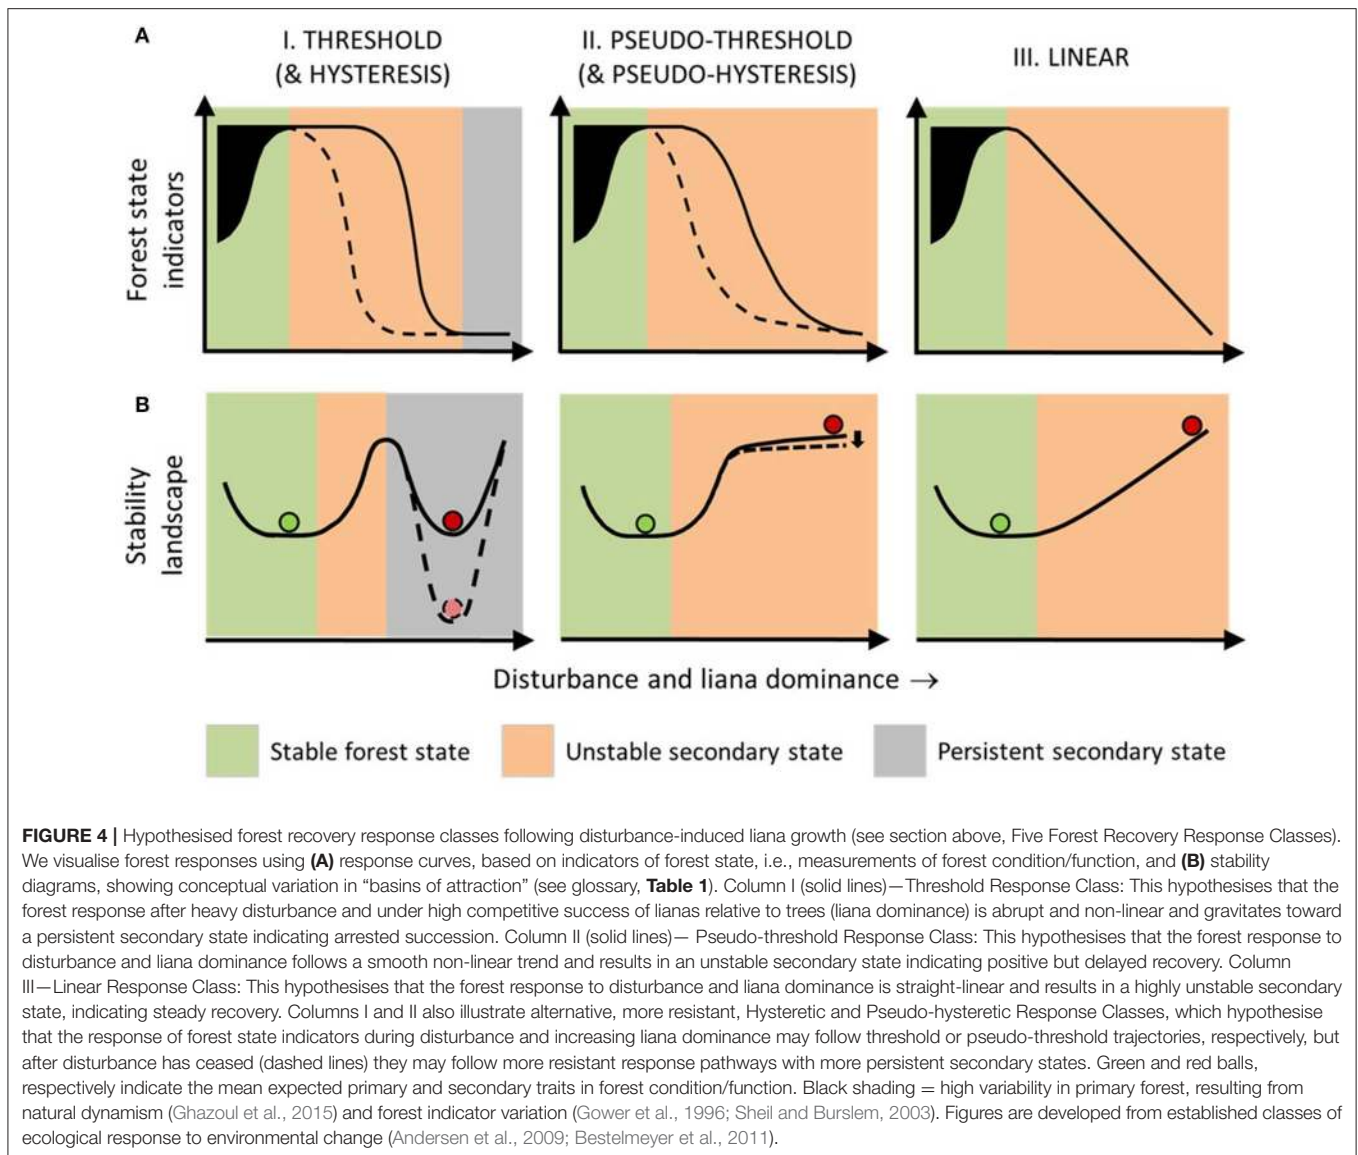 A
I. THRESHOLD
(& HYSTERESIS)
II. PSEUDO-THRESHOLD
(& PSEUDO-HYSTERESIS)
III. LINEAR
Forest state
indicators
B
Stability
landscape
Disturbance and liana dominance →
Stable forest state
Unstable secondary state
Persistent secondary state
FIGURE 4 | Hypothesised forest recovery response classes following disturbance-induced liana growth (see section above, Five Forest Recovery Response Classes).
We visualise forest responses using (A) response curves, based on indicators of forest state, i.e., measurements of forest condition/function, and (B) stability
diagrams, showing conceptual variation in “basins of attraction” (see glossary, Table 1). Column I (solid lines)—Threshold Response Class: This hypothesises that the
forest response after heavy disturbance and under high competitive success of lianas relative to trees (liana dominance) is abrupt and non-linear and gravitates toward
a persistent secondary state indicating arrested succession. Column II (solid lines)— Pseudo-threshold Response Class: This hypothesises that the forest response to
disturbance and liana dominance follows a smooth non-linear trend and results in an unstable secondary state indicating positive but delayed recovery. Column
III—Linear Response Class: This hypothesises that the forest response to disturbance and liana dominance is straight-linear and results in a highly unstable secondary
state, indicating steady recovery. Columns I and II also illustrate alternative, more resistant, Hysteretic and Pseudo-hysteretic Response Classes, which hypothesise
that the response of forest state indicators during disturbance and increasing liana dominance may follow threshold or pseudo-threshold trajectories, respectively, but
after disturbance has ceased (dashed lines) they may follow more resistant response pathways with more persistent secondary states. Green and red balls,
respectively indicate the mean expected primary and secondary traits in forest condition/function. Black shading = high variability in primary forest, resulting from
natural dynamism (Ghazoul et al., 2015) and forest indicator variation (Gower et al., 1996; Sheil and Burslem, 2003). Figures are developed from established classes of
ecological response to environmental change (Andersen et al., 2009; Bestelmeyer et al., 2011).